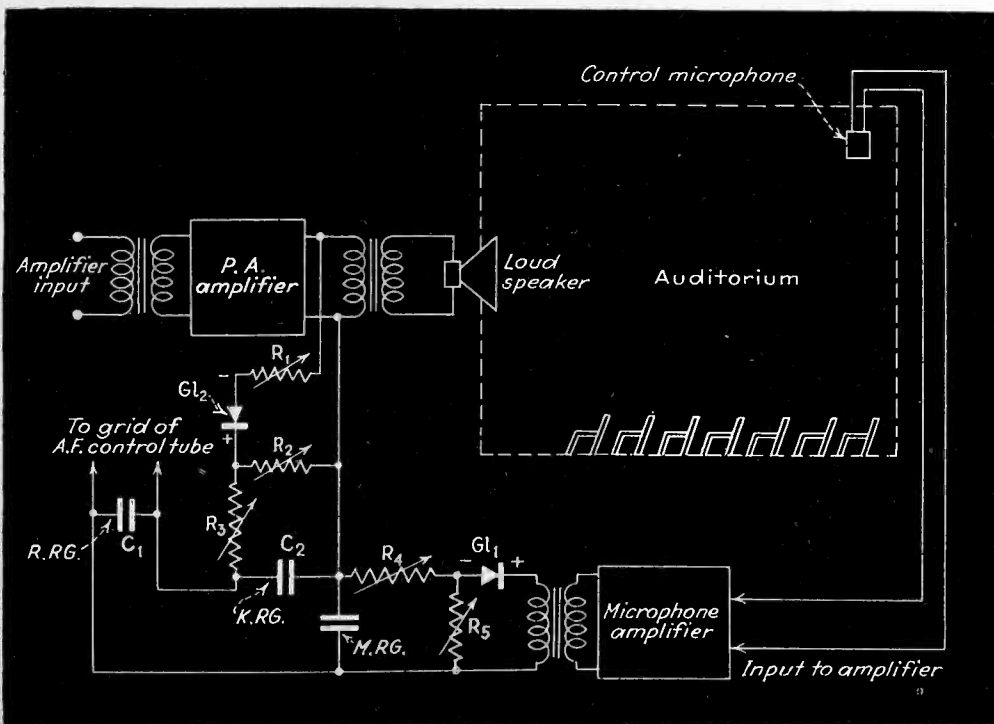 Control microphone
Amplifier
input
P. A.
amplifier
Loud
speaker
Auditorium
R1
-
Gl2
+
To grid of
A.F. control tube
R2
R3
R.RG.
C1
C2
K.RG.
R4
- Gl1 +
M.RG.
R5
Microphone
amplifier
Input to amplifier